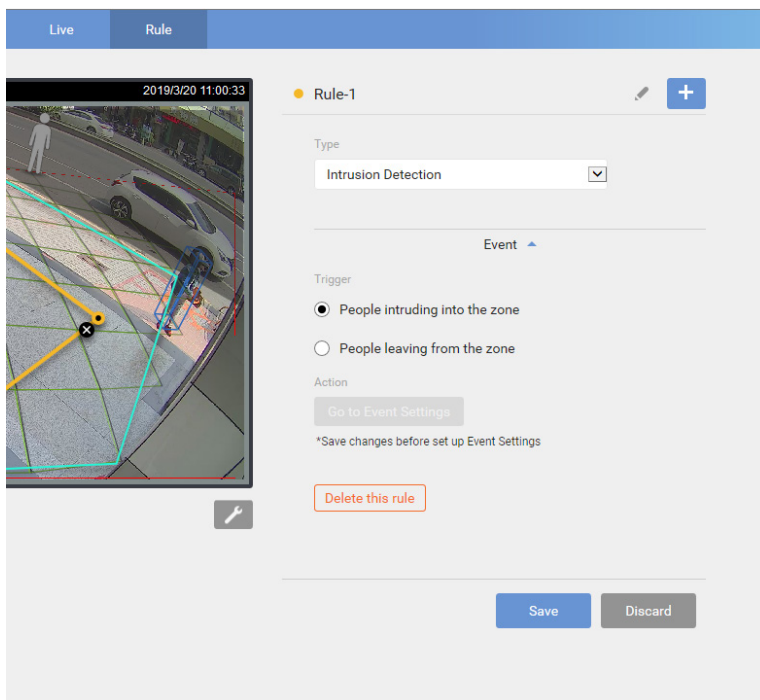 Live Rule
2019/3/20 11:00:33
Rule-1
Type
Intrusion Detection
Event
Trigger
People intruding into the zone
People leaving from the zone
Action
Go to Event Settings
*Save changes before set up Event Settings
Delete this rule
Save Discard